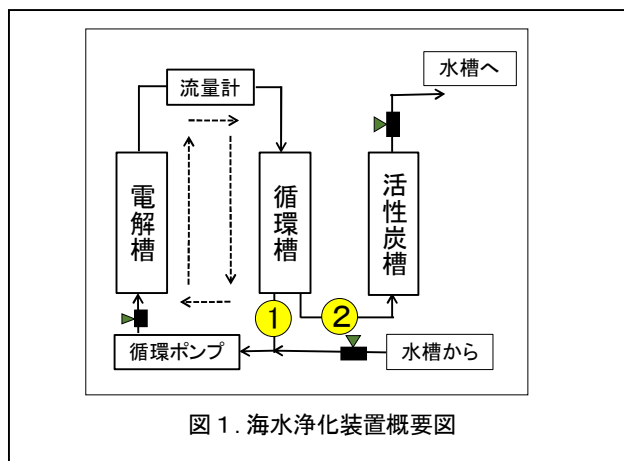 水槽へ
流量計
電解槽
循環槽
活性炭槽
1
2
循環ポンプ
水槽から
図１. 海水浄化装置概要図